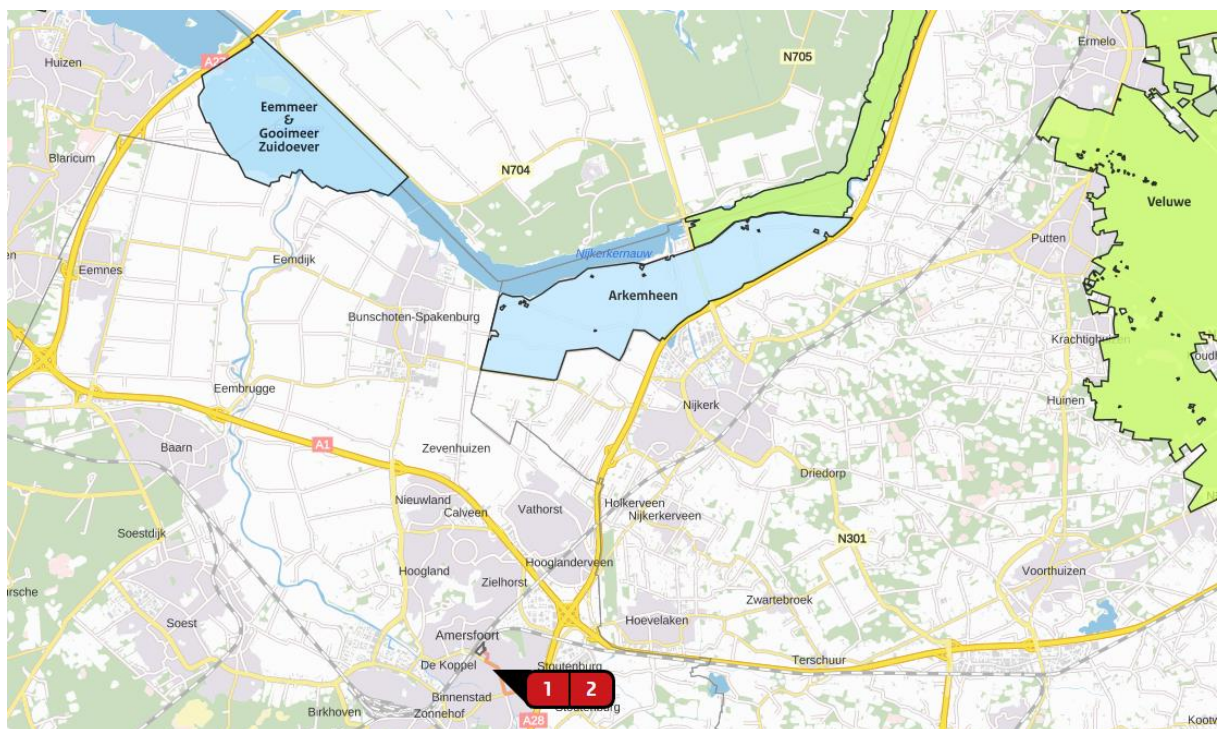 N705
Ermelo
Huizen
A27
Eemmeer
&
Gooimeer
Zuidoever
Blaricum
N704
Veluwe
Putten
Eemnes
Eemdijk
Nijkerkernauw
Arkemheen
Bunschoten-Spakenburg
Eembrugge
Huinen
Nijkerk
A1
Baarn
Zevenhuizen
Driedorp
Nieuwland
Calveen
Vathorst
Holkerveen
Nijkerkerveen
Soestdijk
N301
Hooglanderveen
Hoogland
Zielhorst
Voorthuizen
Zwartebroek
Soest
Hoevelaken
Amersfoort
De Koppel
Stoutenburg
Terschuur
1 2
Binnenstad
Birkhoven
Zonnehof
A28
Stoutenburg